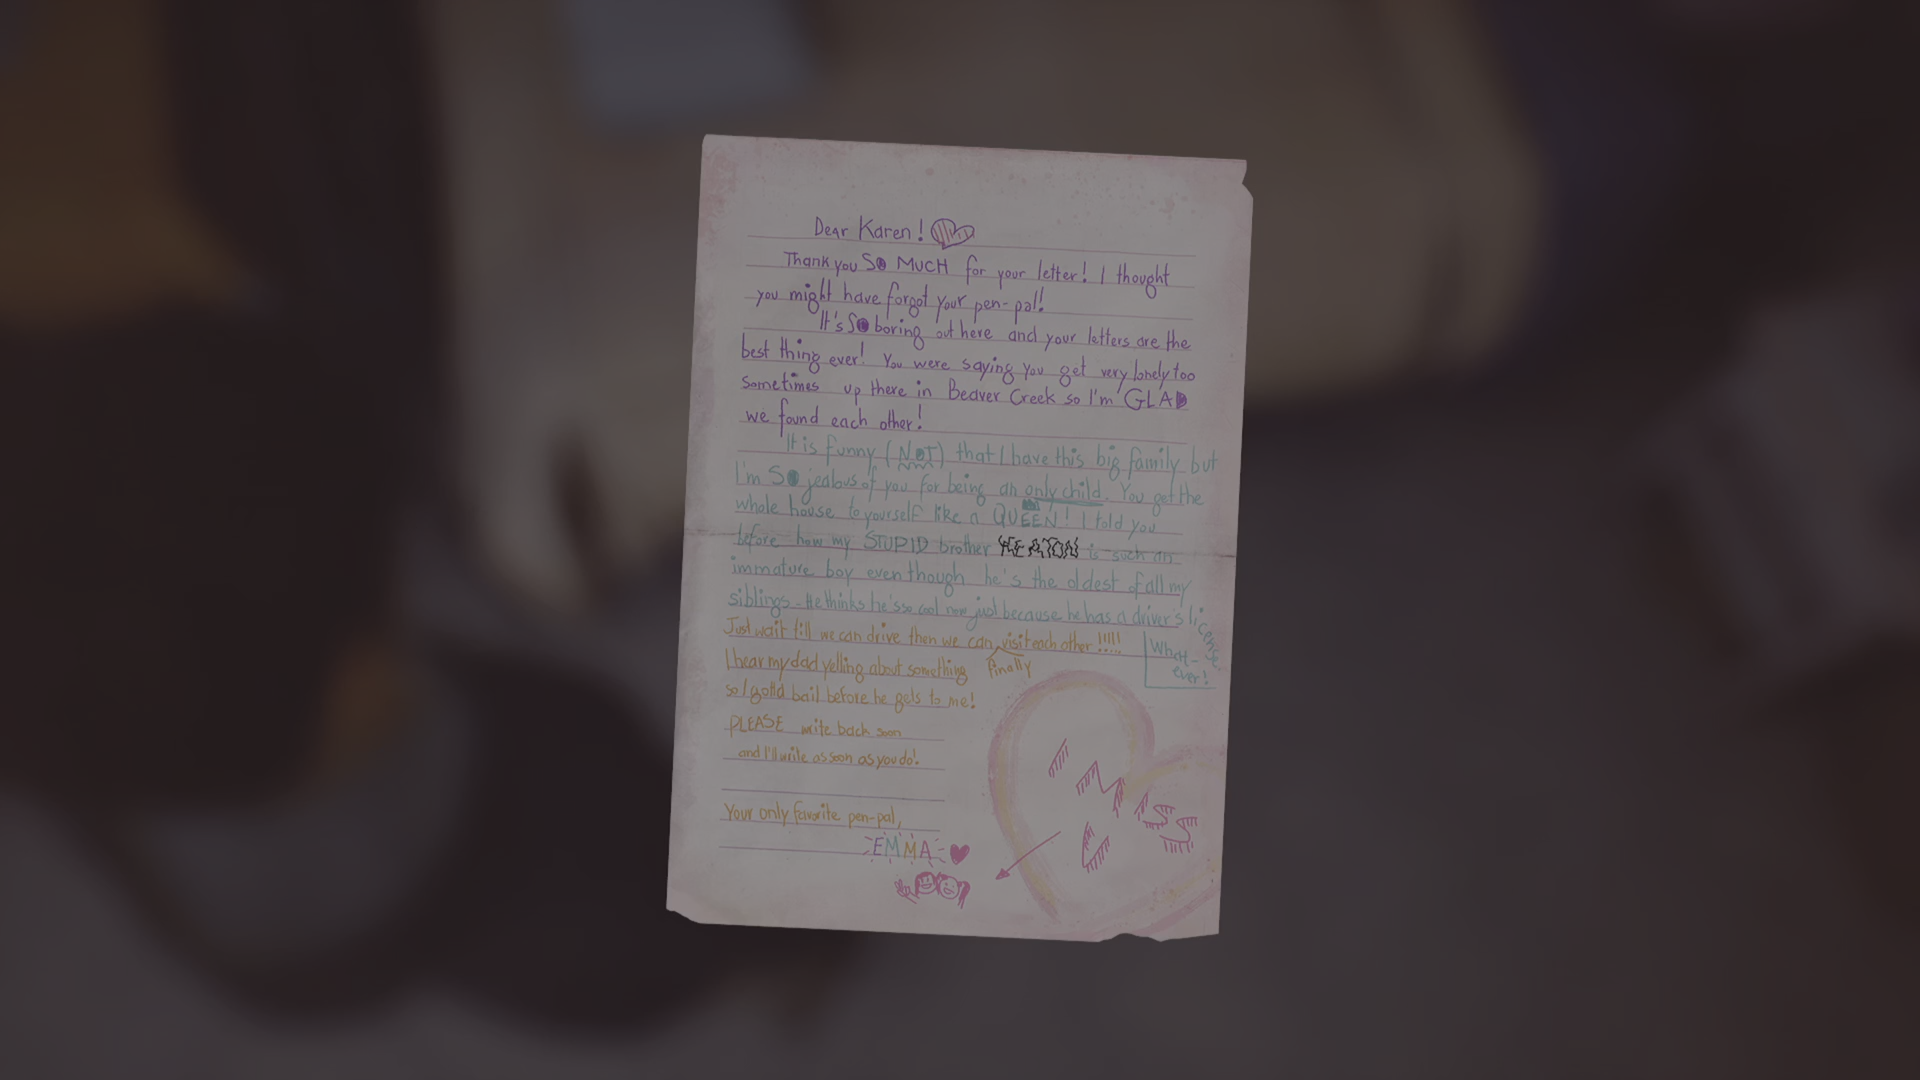 Dear Karen!
Thank you SO MUCH for your letter! I thought
you might have forgot your pen-pal!
It's SO boring out here and your letters are the
best thing ever! You were saying you get very lonely too
sometimes up there in Beaver Creek so I'm GLAD
we found each other!
It is funny (NOT) that I have this big family but
I'm SO jealous of you for being an only child. You get the
whole house to yourself like a QUEEN! I told you
before how my STUPID brother KEATON is such an
immature boy even though he's the oldest of all my
siblings. He thinks he's so cool now just because he has a driver's license.
What-
ever!
Just wait till we can drive then we can finally visit each other!!!!!
I hear my dad yelling about something
so I gotta bail before he gets to me!
PLEASE write back soon
and I'll write as soon as you do!
Your only favorite pen-pal,
EMMA
I MISS U